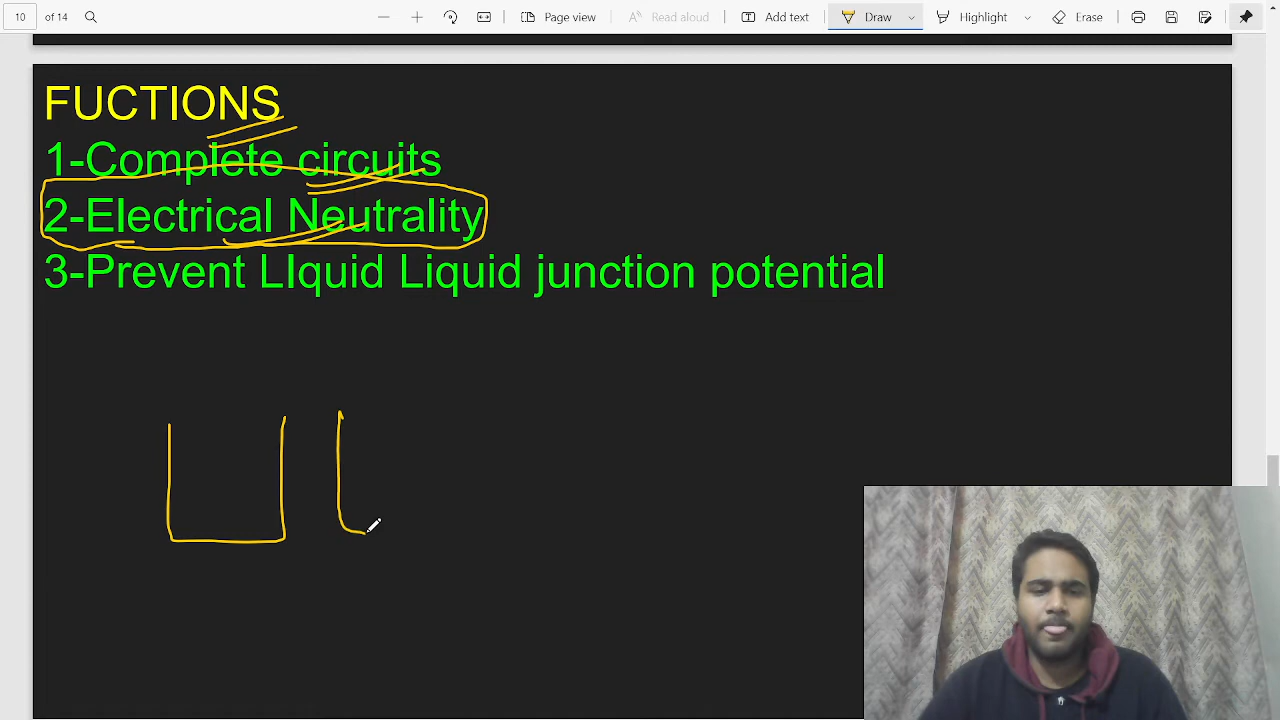 10 of 14 Page view Read aloud Add text Draw Highlight Erase
FUCTIONS
1-Complete circuits
2-Electrical Neutrality
3-Prevent LIquid Liquid junction potential